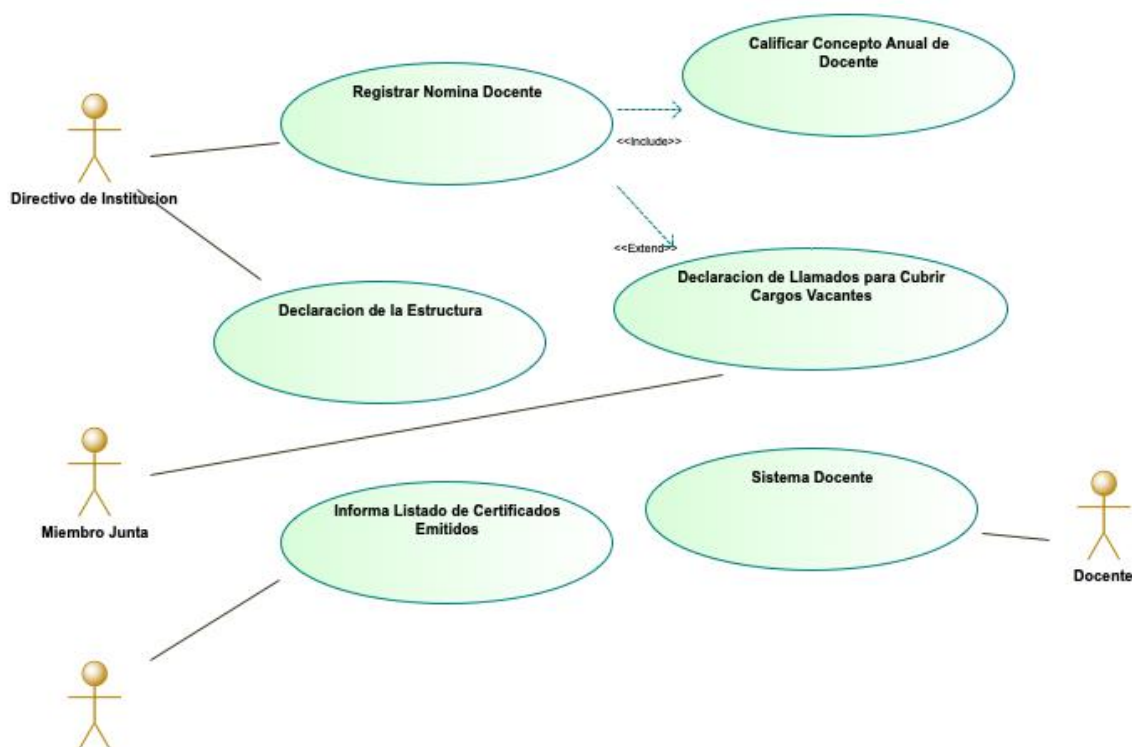 Calificar Concepto Anual de
Docente
Registrar Nomina Docente
<<Include>>
Directivo de Institucion
<<Extend>>
Declaracion de Llamados para Cubrir
Cargos Vacantes
Declaracion de la Estructura
Sistema Docente
Informa Listado de Certificados
Emitidos
Miembro Junta
Docente